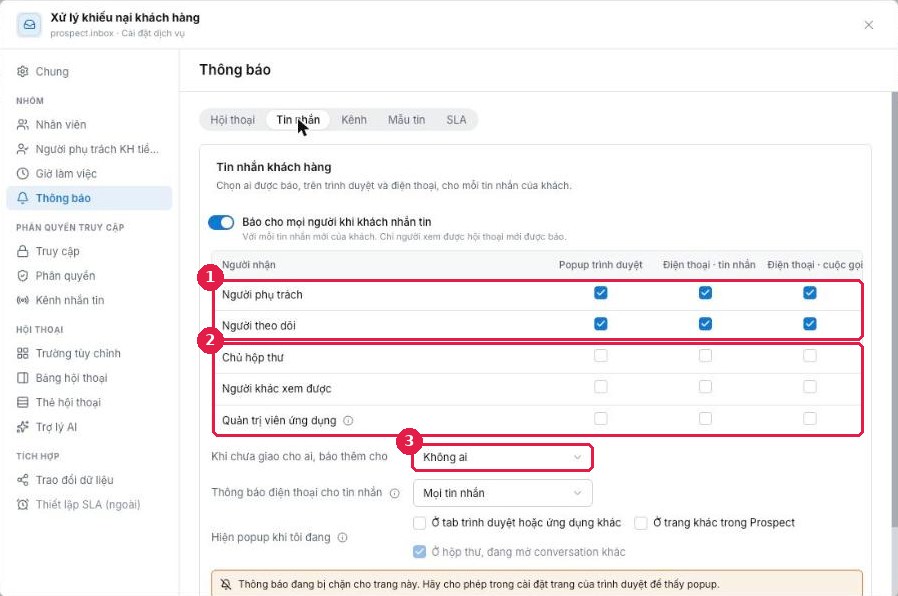 Xử lý khiếu nại khách hàng
prospect.inbox · Cài đặt dịch vụ
Chung
Thông báo
NHÓM
Hội thoại
Tin nhắn
Kênh
Mẫu tin
SLA
Nhân viên
Người phụ trách KH tiề...
Giờ làm việc
Thông báo
Tin nhắn khách hàng
Chọn ai được báo, trên trình duyệt và điện thoại, cho mỗi tin nhắn của khách.
PHÂN QUYỀN TRUY CẬP
Báo cho mọi người khi khách nhắn tin
Với mỗi tin nhắn mới của khách. Chỉ người xem được hội thoại mới được báo.
Truy cập
Phân quyền
Kênh nhắn tin
Người nhận
Popup trình duyệt
Điện thoại · tin nhắn
Điện thoại · cuộc gọi
1
Người phụ trách
Người theo dõi
HỘI THOẠI
Trường tùy chỉnh
Bảng hội thoại
Thẻ hội thoại
Trợ lý AI
2
Chủ hộp thư
Người khác xem được
Quản trị viên ứng dụng
3
Khi chưa giao cho ai, báo thêm cho
Không ai
TÍCH HỢP
Trao đổi dữ liệu
Thiết lập SLA (ngoài)
Thông báo điện thoại cho tin nhắn
Mọi tin nhắn
Hiện popup khi tôi đang
Ở tab trình duyệt hoặc ứng dụng khác
Ở trang khác trong Prospect
Ở hộp thư, đang mở conversation khác
Thông báo đang bị chặn cho trang này. Hãy cho phép trong cài đặt trang của trình duyệt để thấy popup.